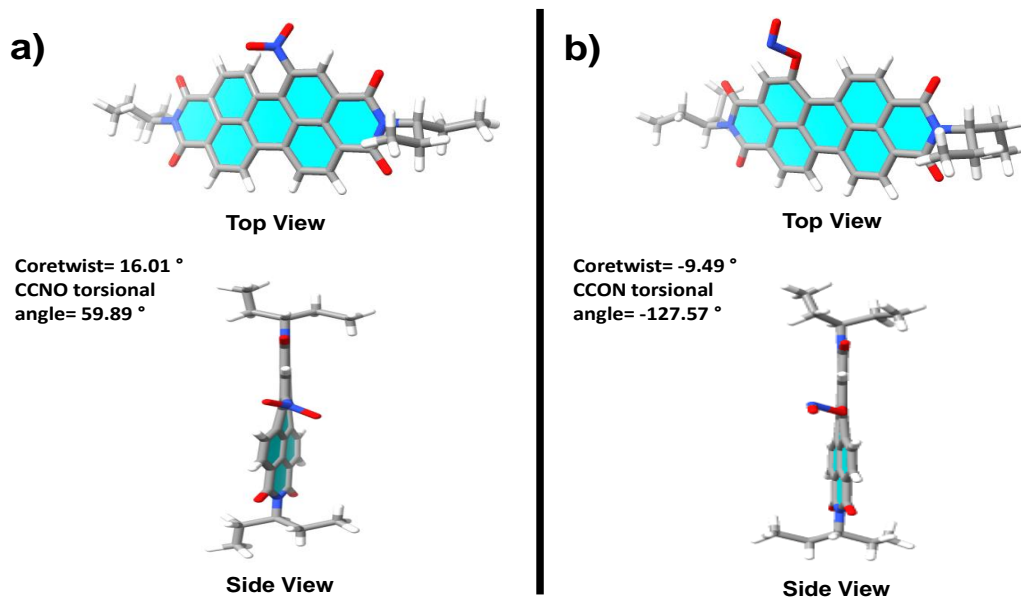 a)
Top View
Coretwist= 16.01 °
CCNO torsional
angle= 59.89 °
Side View
b)
Top View
Coretwist= -9.49 °
CCON torsional
angle= -127.57 °
Side View